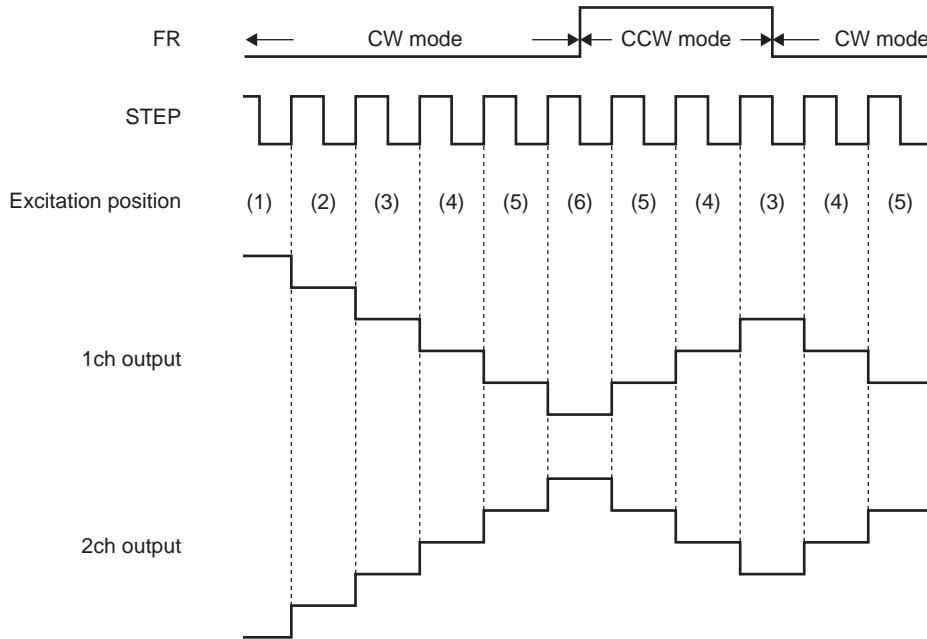 FR
CW mode
CCW mode
CW mode
STEP
Excitation position
(1) (2) (3) (4) (5) (6) (5) (4) (3) (4) (5)
1ch output
2ch output